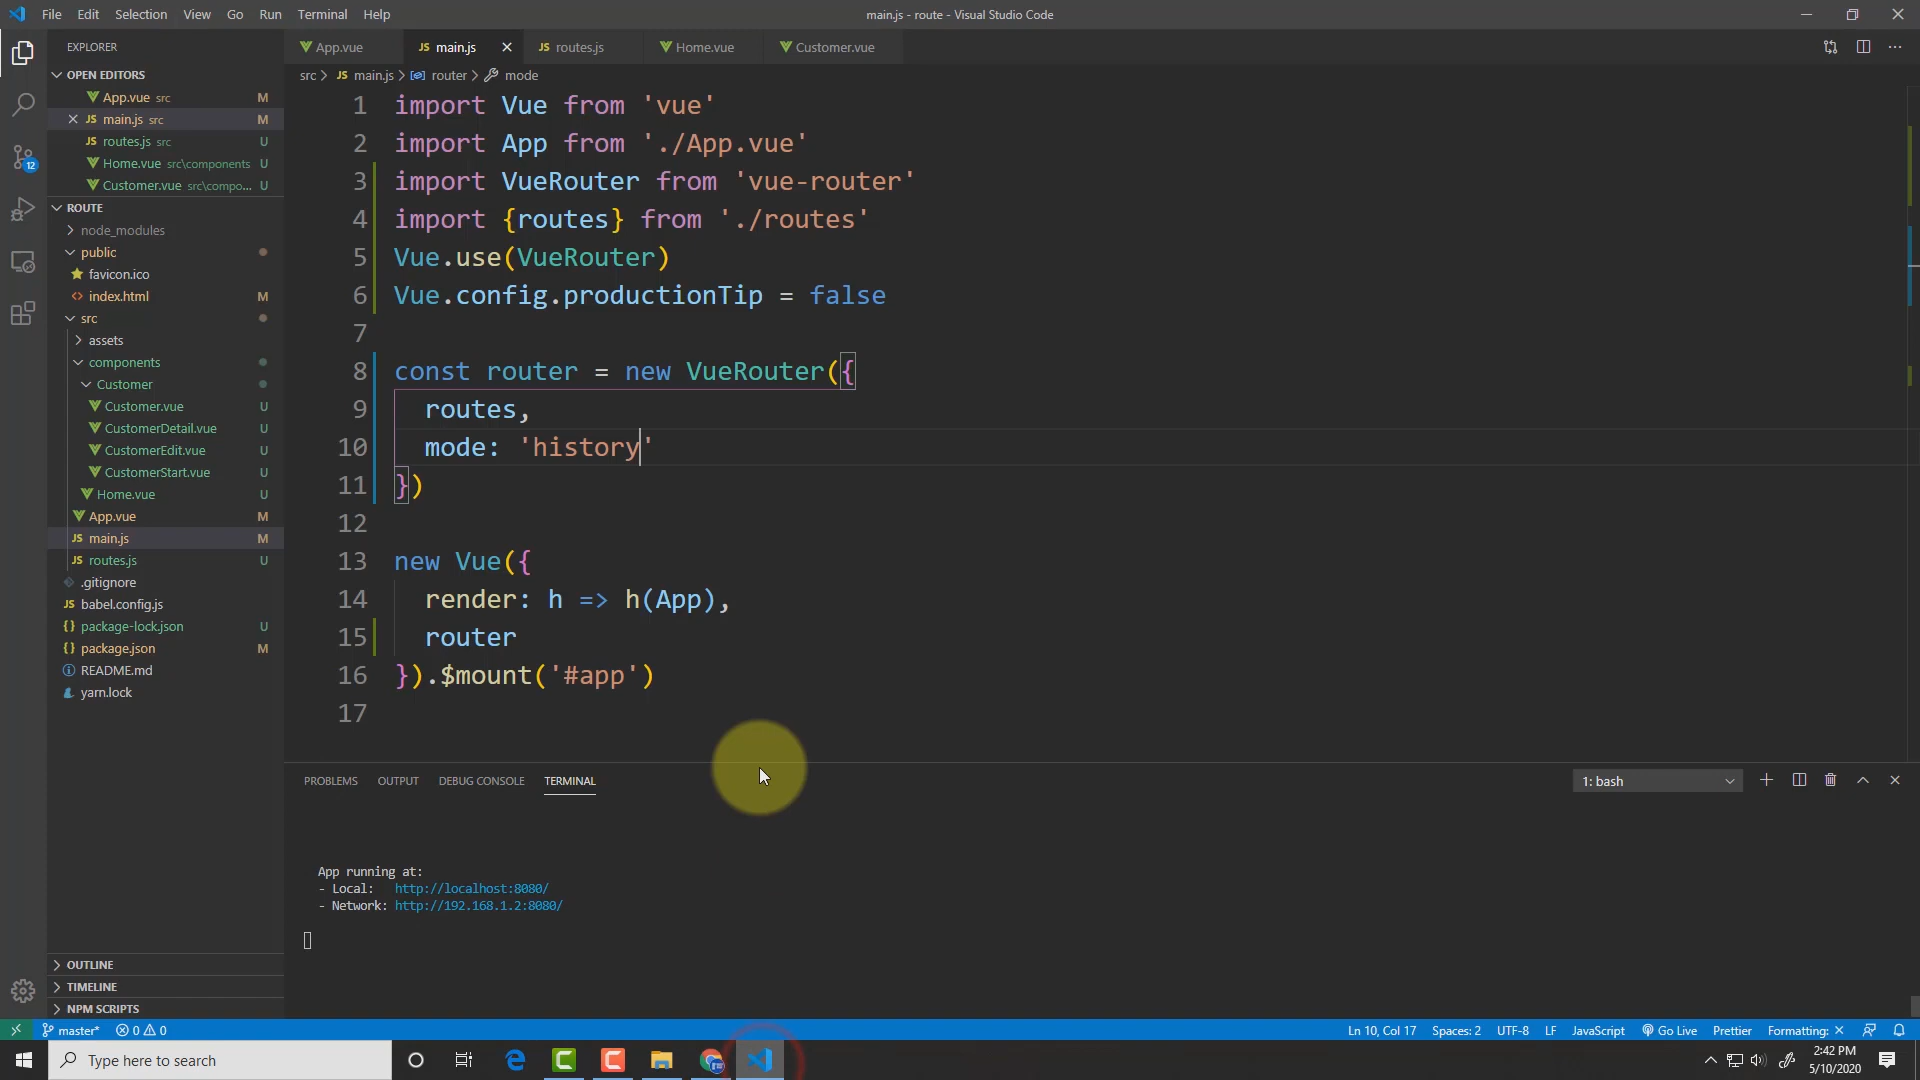 File Edit Selection View Go Run Terminal Help
main.js - route - Visual Studio Code
EXPLORER
OPEN EDITORS
App.vue src M
main.js src M
routes.js src U
Home.vue src\components U
Customer.vue src\compo... U
ROUTE
node_modules
public
favicon.ico
index.html M
src
assets
components
Customer
Customer.vue U
CustomerDetail.vue U
CustomerEdit.vue U
CustomerStart.vue U
Home.vue U
App.vue M
main.js M
routes.js U
.gitignore
babel.config.js
package-lock.json U
package.json M
README.md
yarn.lock
OUTLINE
TIMELINE
NPM SCRIPTS
12
App.vue JS main.js JS routes.js Home.vue Customer.vue
src > JS main.js > router > mode
1 import Vue from 'vue'
2 import App from './App.vue'
3 import VueRouter from 'vue-router'
4 import {routes} from './routes'
5 Vue.use(VueRouter)
6 Vue.config.productionTip = false
7
8 const router = new VueRouter({
9 routes,
10 mode: 'history'
11 })
12
13 new Vue({
14 render: h => h(App),
15 router
16 }).$mount('#app')
17
PROBLEMS OUTPUT DEBUG CONSOLE TERMINAL
1: bash
App running at:
- Local: http://localhost:8080/
- Network: http://192.168.1.2:8080/
master* 0 0
Ln 10, Col 17 Spaces: 2 UTF-8 LF JavaScript Go Live Prettier Formatting: ×
Type here to search
2:42 PM
5/10/2020